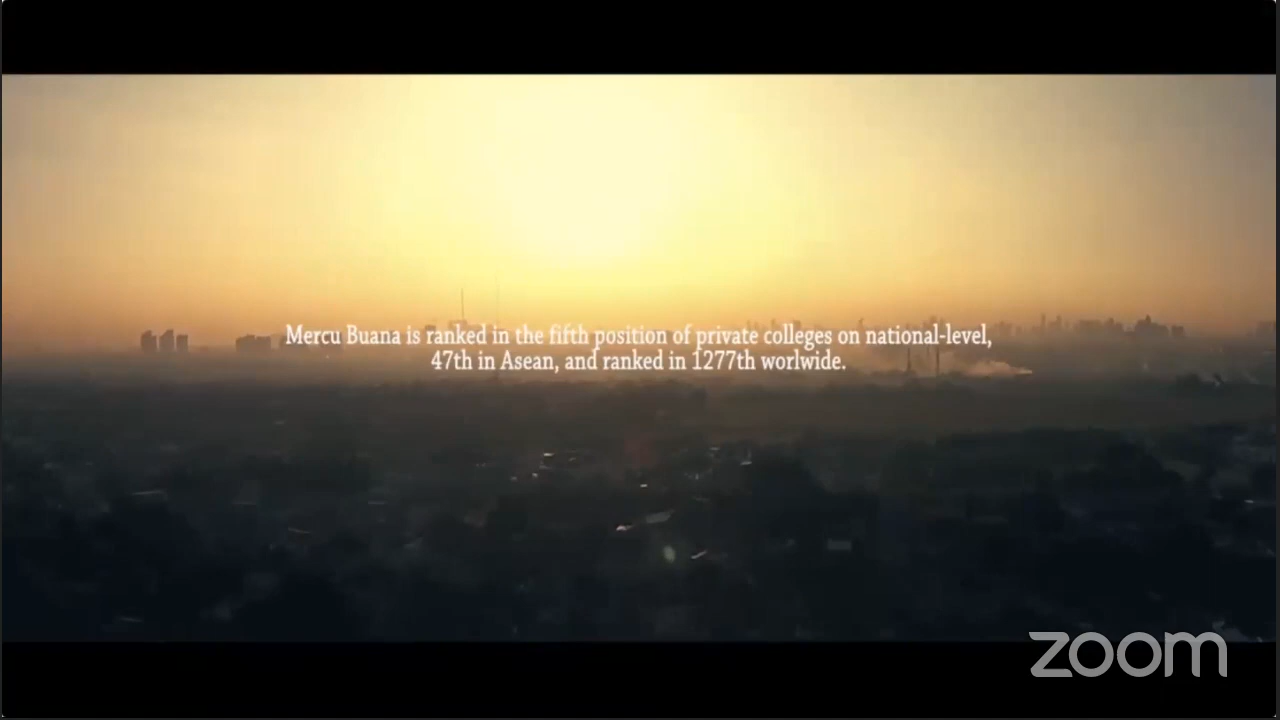 Mercu Buana is ranked in the fifth position of private colleges on national-level,
47th in Asean, and ranked in 1277th worlwide.
zoom